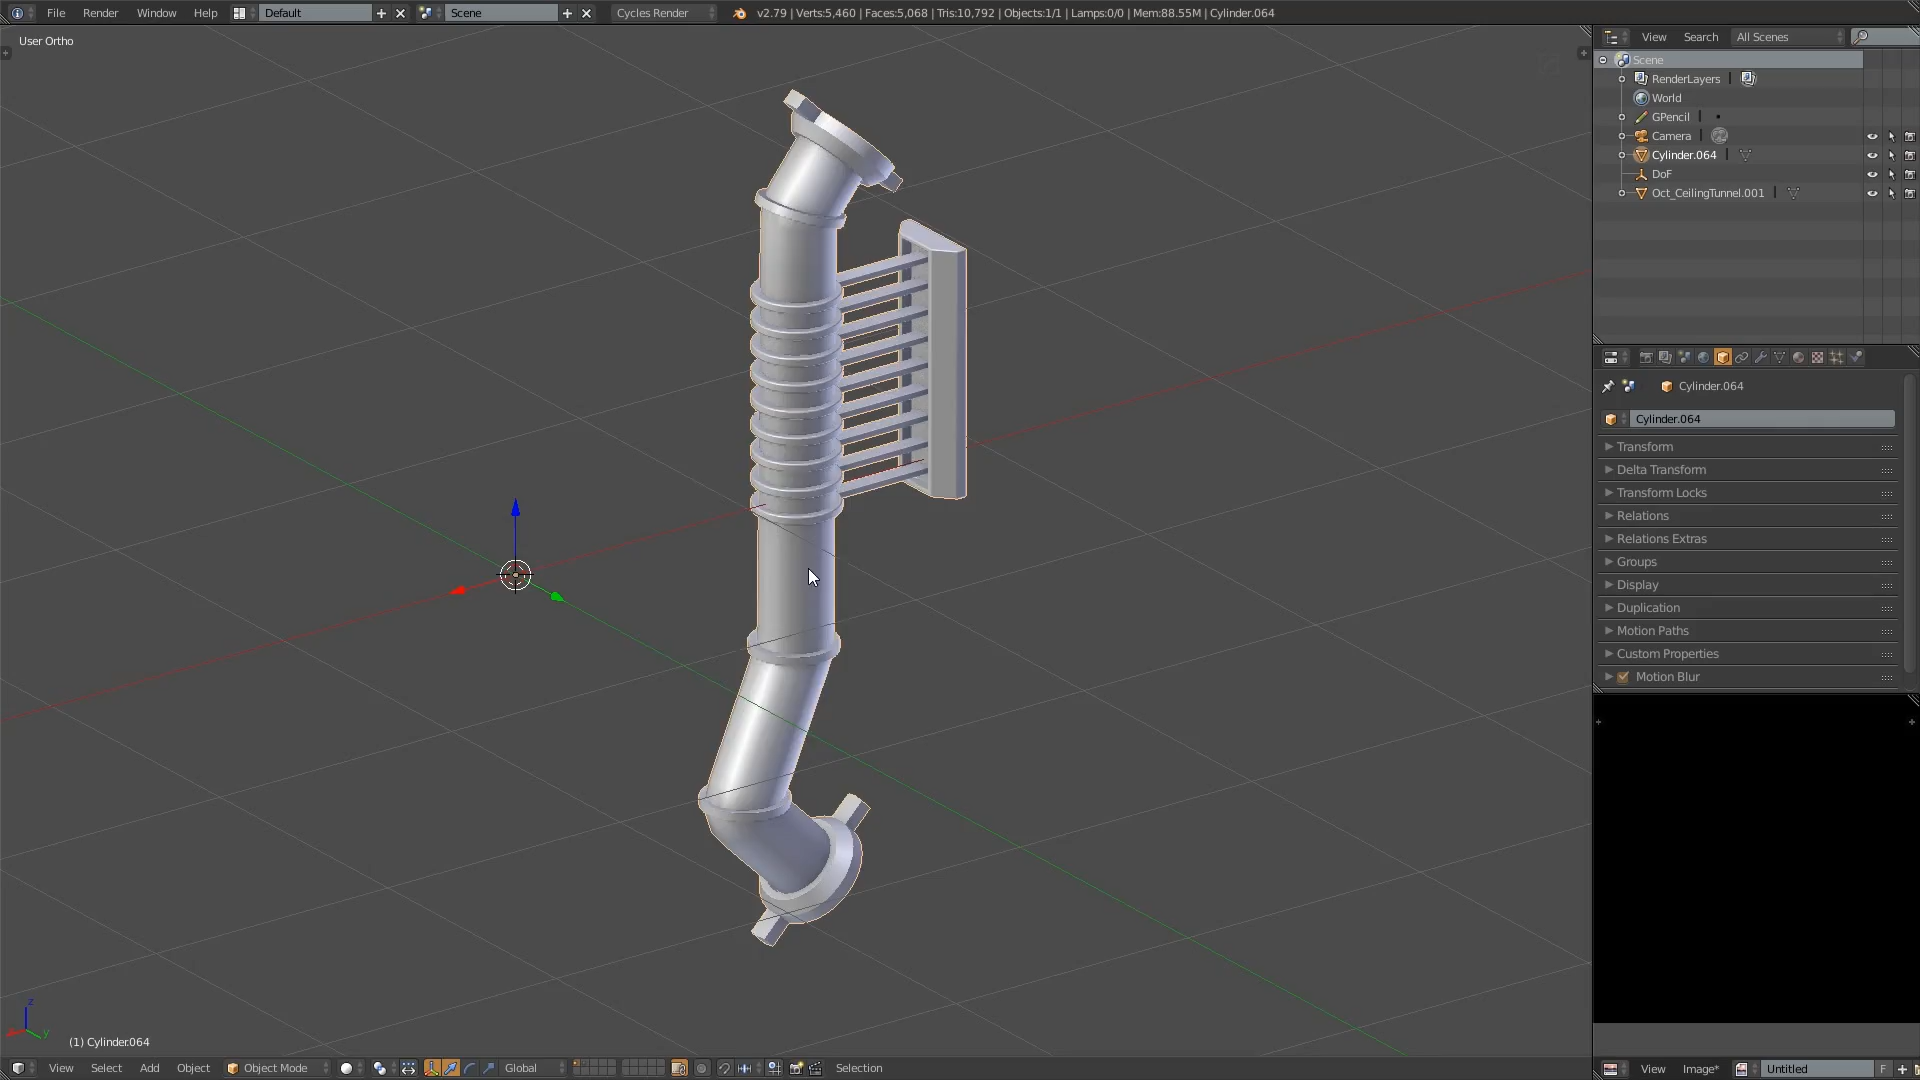 File Render Window Help Default Scene Cycles Render v2.79 | Verts:5,460 | Faces:5,068 | Tris:10,792 | Objects:1/1 | Lamps:0/0 | Mem:88.55M | Cylinder.064
User Ortho
View Search All Scenes
Scene
RenderLayers
World
GPencil
Camera
Cylinder.064
DoF
Oct_CeilingTunnel.001
Cylinder.064
Cylinder.064
Transform
Delta Transform
Transform Locks
Relations
Relations Extras
Groups
Display
Duplication
Motion Paths
Custom Properties
Motion Blur
z
y
(1) Cylinder.064
View Select Add Object Object Mode Global Selection
View Image* Untitled F